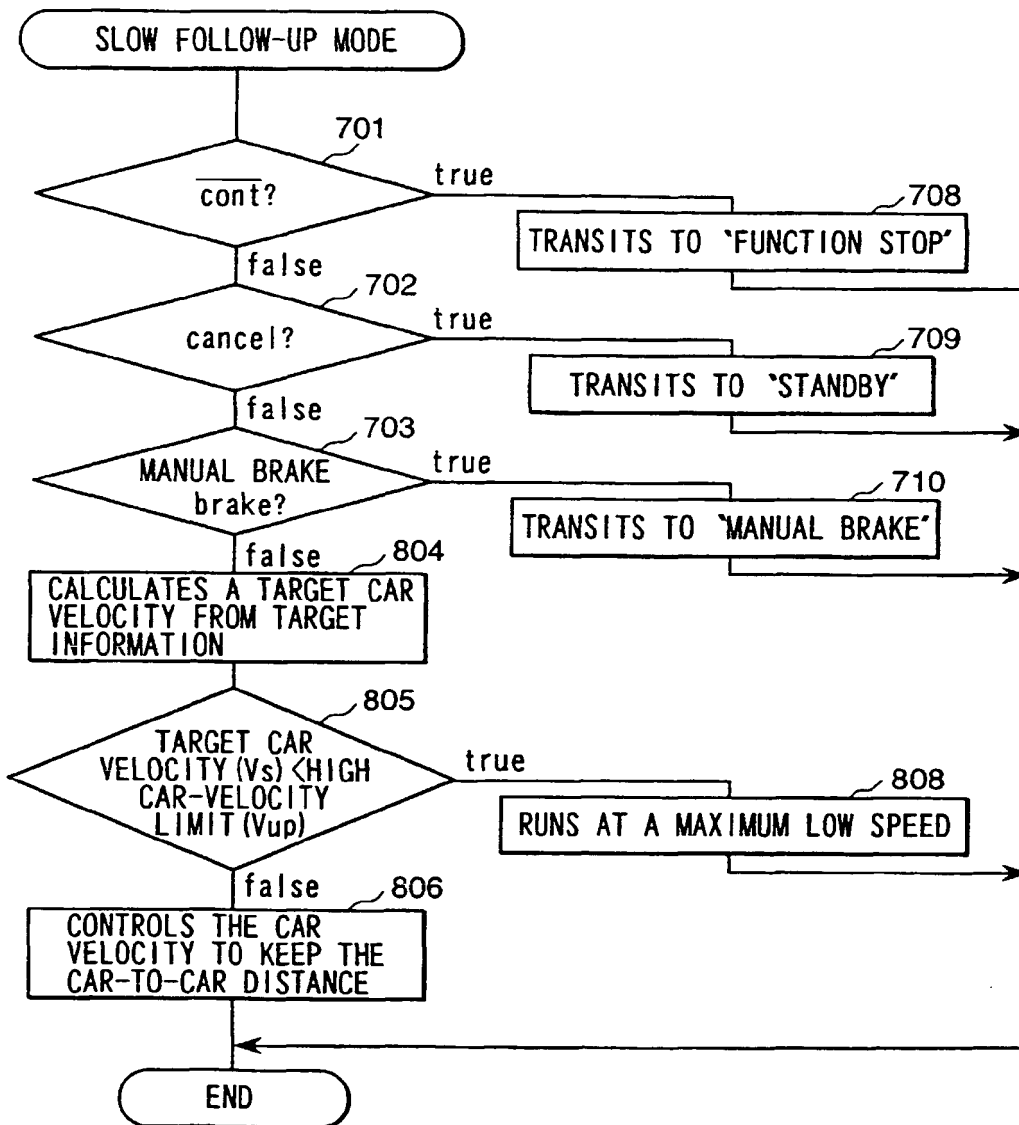 SLOW FOLLOW-UP MODE
701
c̅o̅n̅t̅?
true
708
TRANSITS TO "FUNCTION STOP"
false
702
cancel?
true
709
TRANSITS TO "STANDBY"
false
703
MANUAL BRAKE
brake?
true
710
TRANSITS TO "MANUAL BRAKE"
false
804
CALCULATES A TARGET CAR
VELOCITY FROM TARGET
INFORMATION
805
TARGET CAR
VELOCITY(Vs)<HIGH
CAR-VELOCITY
LIMIT(Vup)
true
808
RUNS AT A MAXIMUM LOW SPEED
false
806
CONTROLS THE CAR
VELOCITY TO KEEP THE
CAR-TO-CAR DISTANCE
END